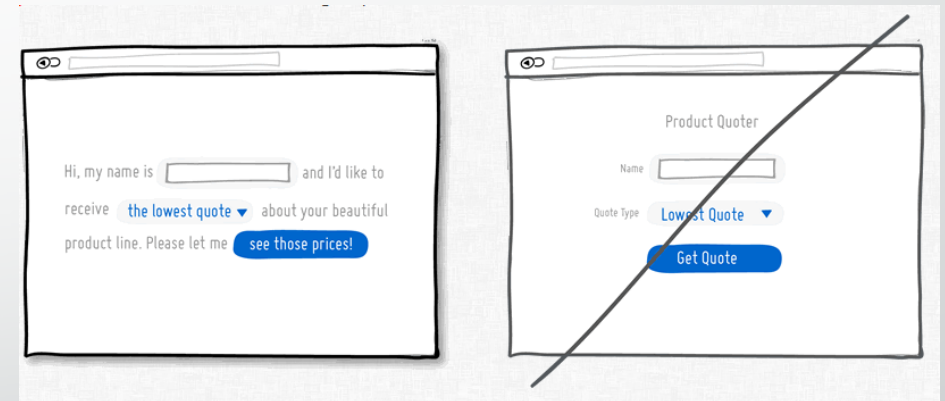 Hi, my name is and I'd like to
receive the lowest quote about your beautiful
product line. Please let me see those prices!
Product Quoter
Name
Quote Type Lowest Quote
Get Quote